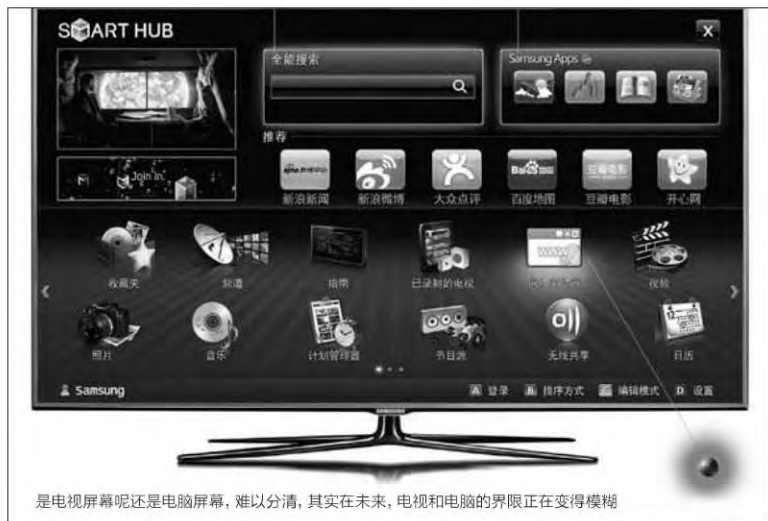 SMART HUB
X
全能搜索
Samsung Apps
推荐
Join in.
新浪新闻 新浪微博 大众点评 百度地图 豆瓣电影 开心网
收藏夹 频道 指南 已录制的电视 视频
WWW
照片 音乐 计划管理器 节目源 无线共享 日历
Samsung
A 登录 B 排序方式 编辑模式 D 设置
SAMSUNG
是电视屏幕呢还是电脑屏幕，难以分清，其实在未来，电视和电脑的界限正在变得模糊